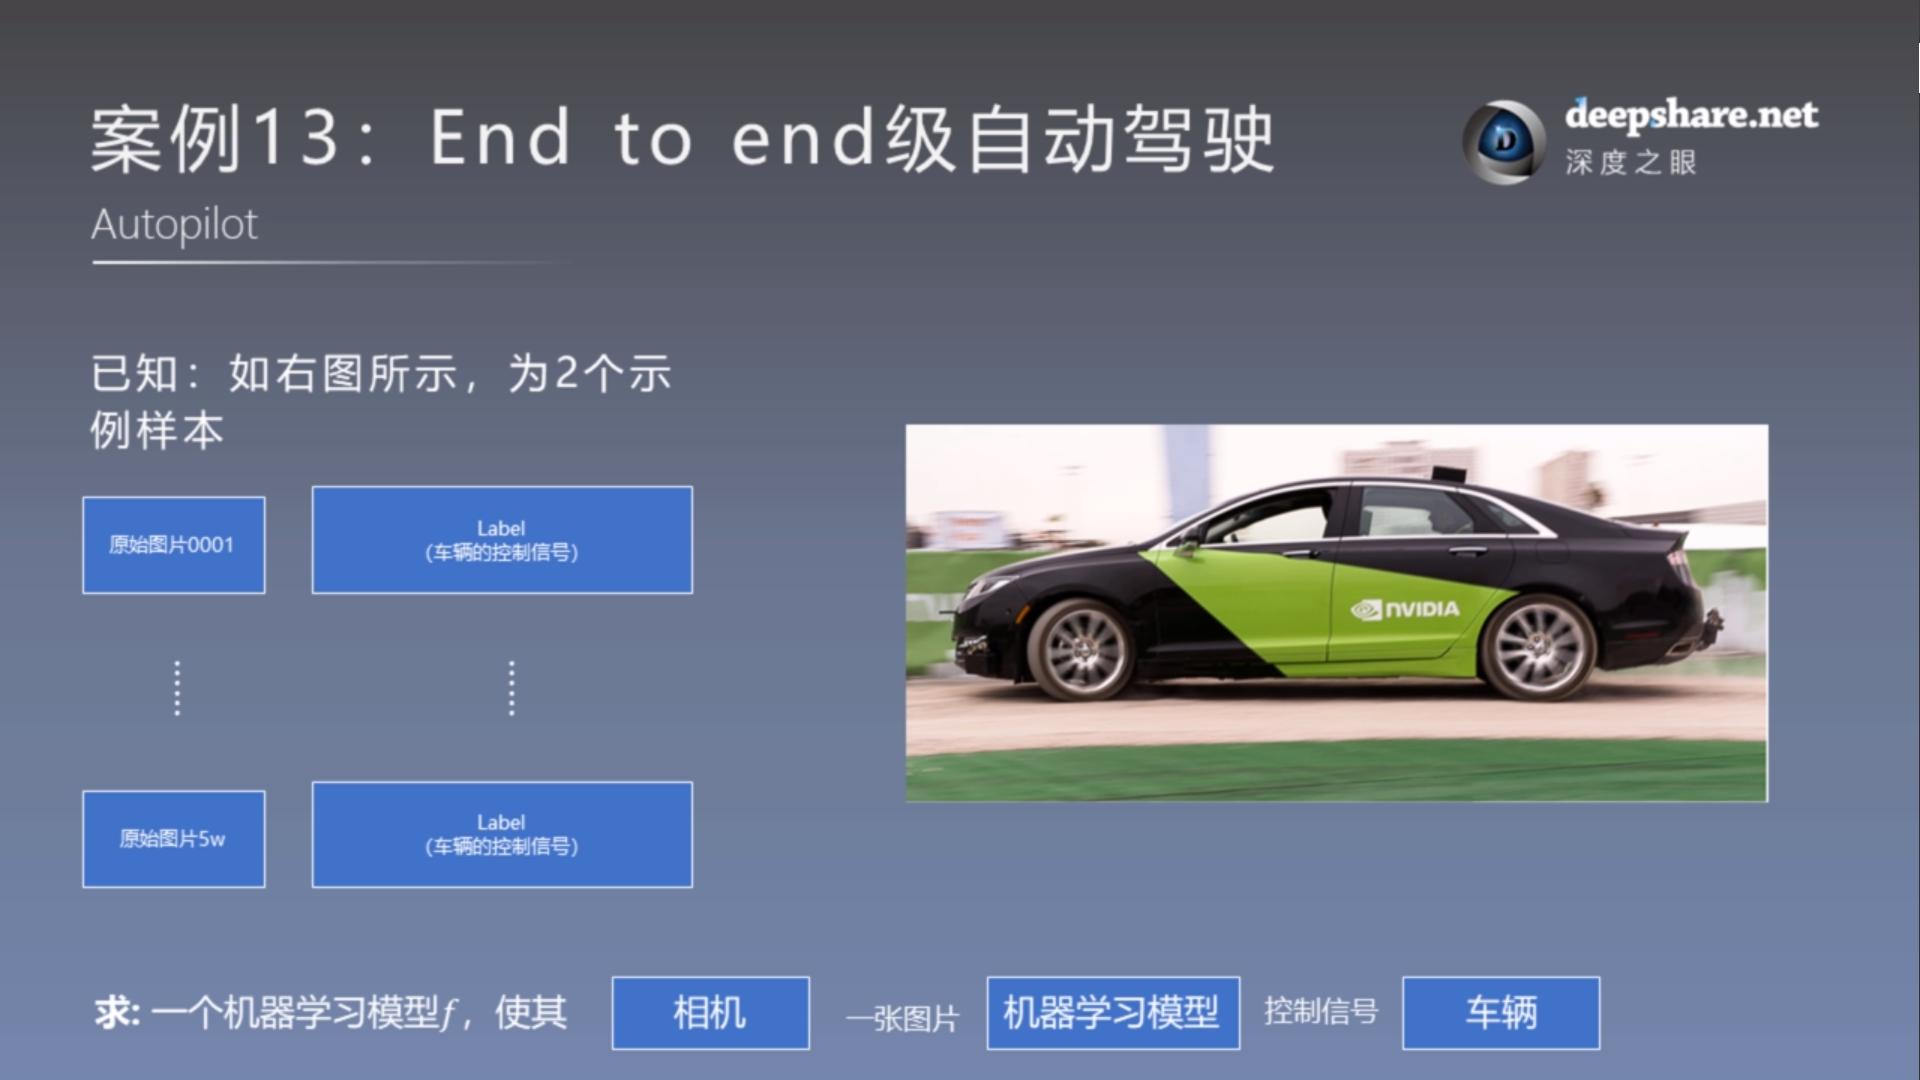 案例13：End to end级自动驾驶
deepshare.net
深度之眼
Autopilot
已知：如右图所示，为2个示
例样本
原始图片0001
Label
(车辆的控制信号)
NVIDIA
原始图片5w
Label
(车辆的控制信号)
求: 一个机器学习模型f，使其
相机
一张图片
机器学习模型
控制信号
车辆